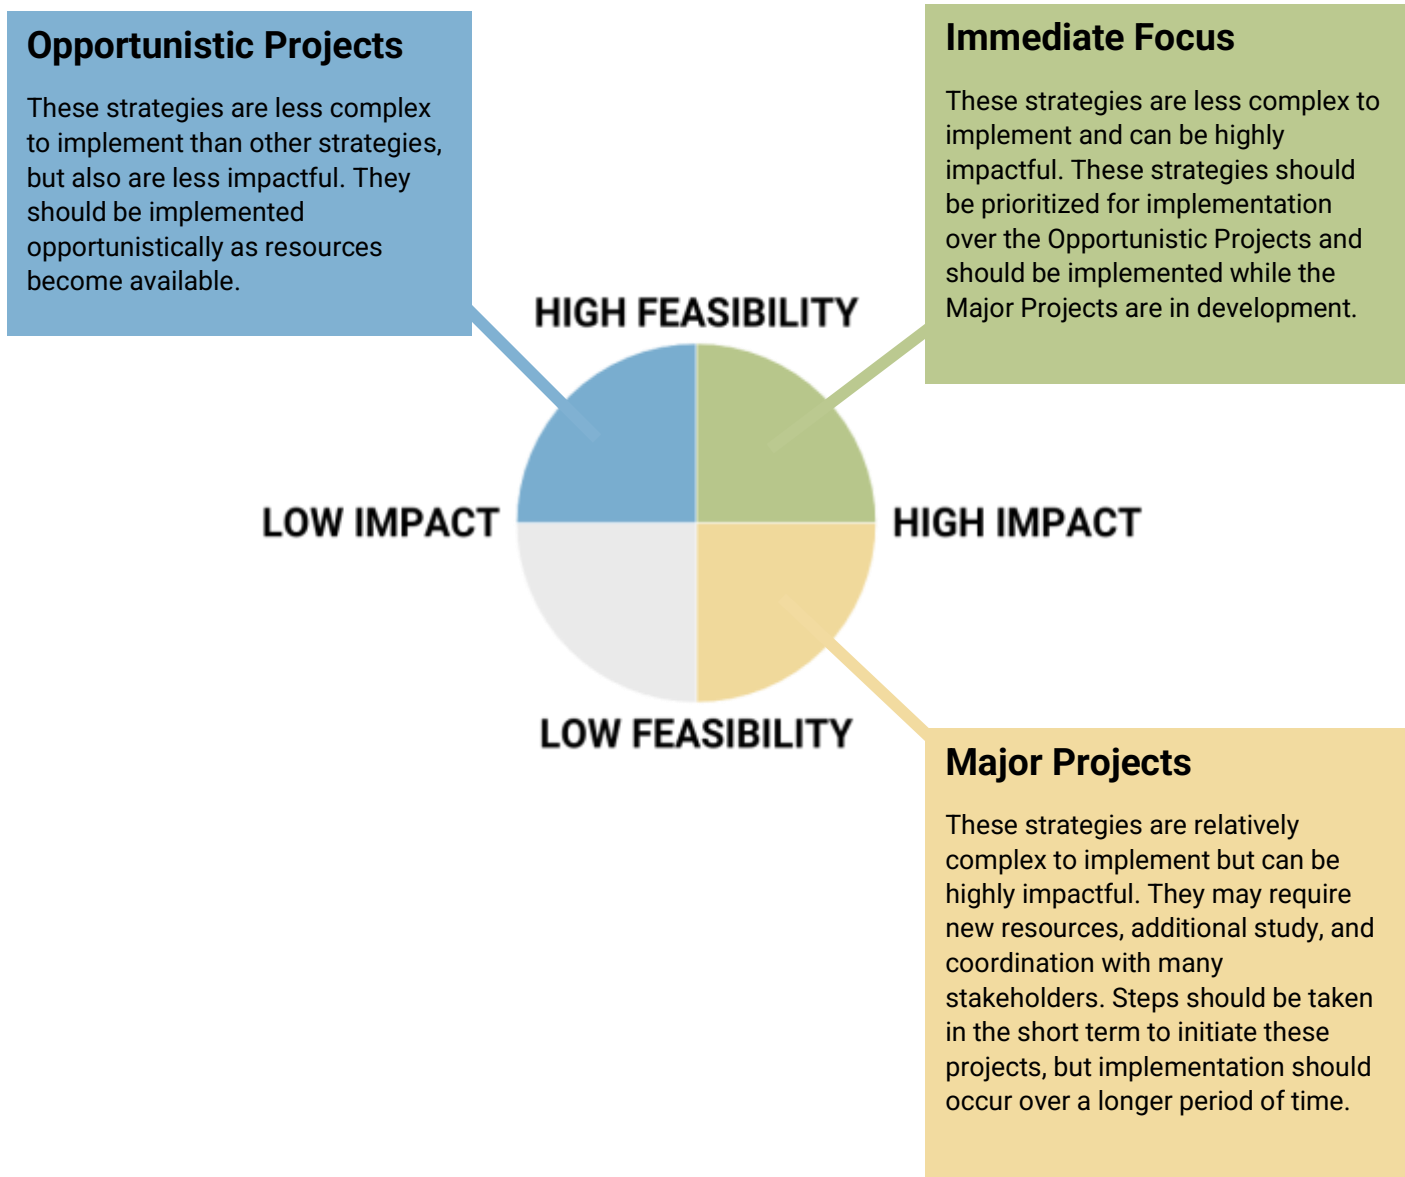 Opportunistic Projects
These strategies are less complex
to implement than other strategies,
but also are less impactful. They
should be implemented
opportunistically as resources
become available.
Immediate Focus
These strategies are less complex to
implement and can be highly
impactful. These strategies should
be prioritized for implementation
over the Opportunistic Projects and
should be implemented while the
Major Projects are in development.
HIGH FEASIBILITY
LOW IMPACT
HIGH IMPACT
LOW FEASIBILITY
Major Projects
These strategies are relatively
complex to implement but can be
highly impactful. They may require
new resources, additional study, and
coordination with many
stakeholders. Steps should be taken
in the short term to initiate these
projects, but implementation should
occur over a longer period of time.